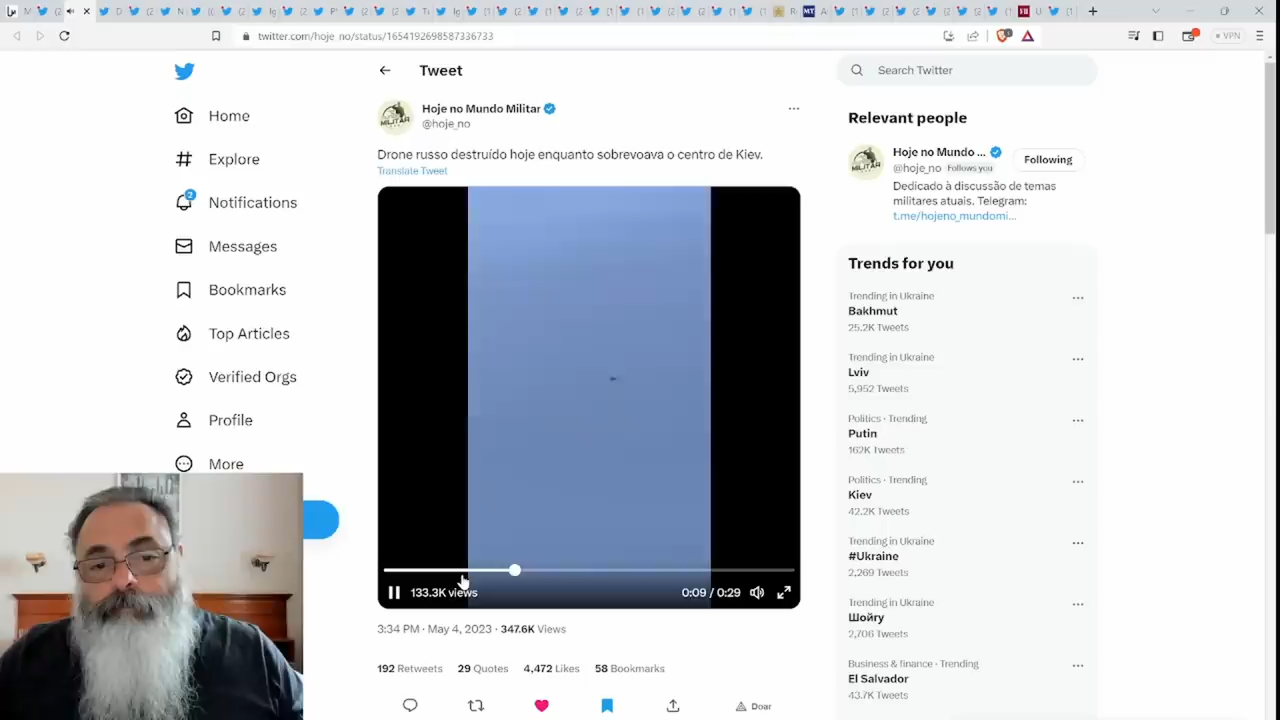 twitter.com/hoje_no/status/1654192698587336733
VPN
Home
Explore
2
Notifications
Messages
Bookmarks
Top Articles
Verified Orgs
Profile
More
Tweet
Hoje no Mundo Militar
@hoje_no
Drone russo destruído hoje enquanto sobrevoava o centro de Kiev.
Translate Tweet
133.3K views
0:09 / 0:29
3:34 PM · May 4, 2023 · 347.6K Views
192 Retweets 29 Quotes 4,472 Likes 58 Bookmarks
Doar
Search Twitter
Relevant people
Hoje no Mundo ...
@hoje_no Follows you
Following
Dedicado à discussão de temas
militares atuais. Telegram:
t.me/hojeno_mundomi...
Trends for you
Trending in Ukraine
Bakhmut
25.2K Tweets
Trending in Ukraine
Lviv
5,952 Tweets
Politics · Trending
Putin
162K Tweets
Politics · Trending
Kiev
42.2K Tweets
Trending in Ukraine
#Ukraine
2,269 Tweets
Trending in Ukraine
Шойгу
2,706 Tweets
Business & finance · Trending
El Salvador
43.7K Tweets